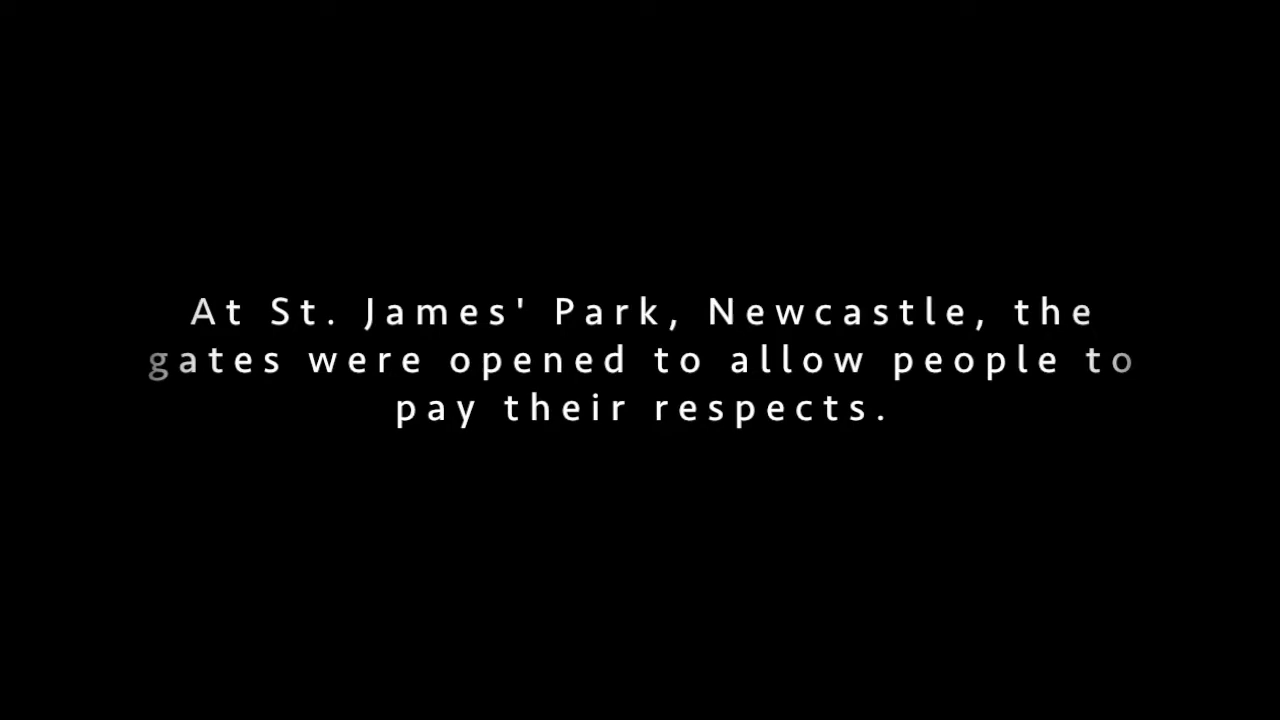 At St. James' Park, Newcastle, the
gates were opened to allow people to
pay their respects.